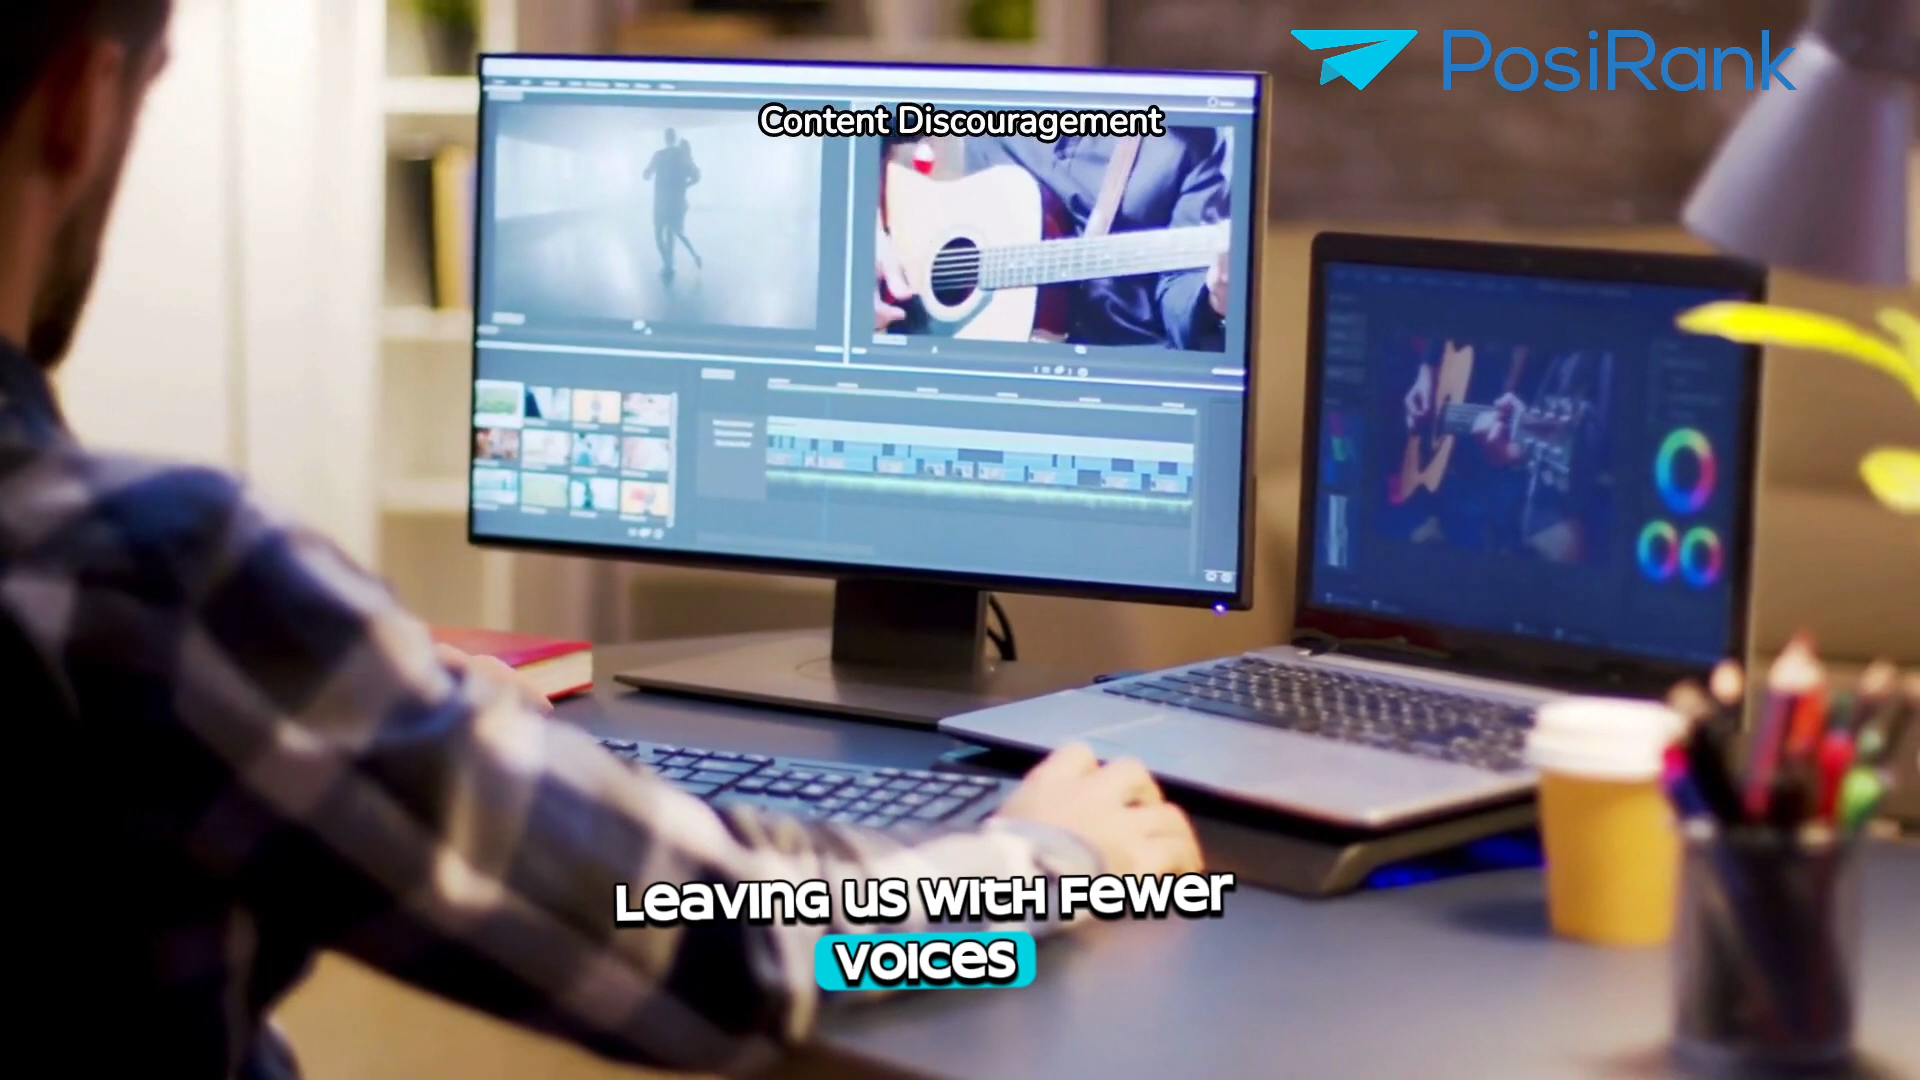 PosiRank
Content Discouragement
Leaving us with fewer
voices